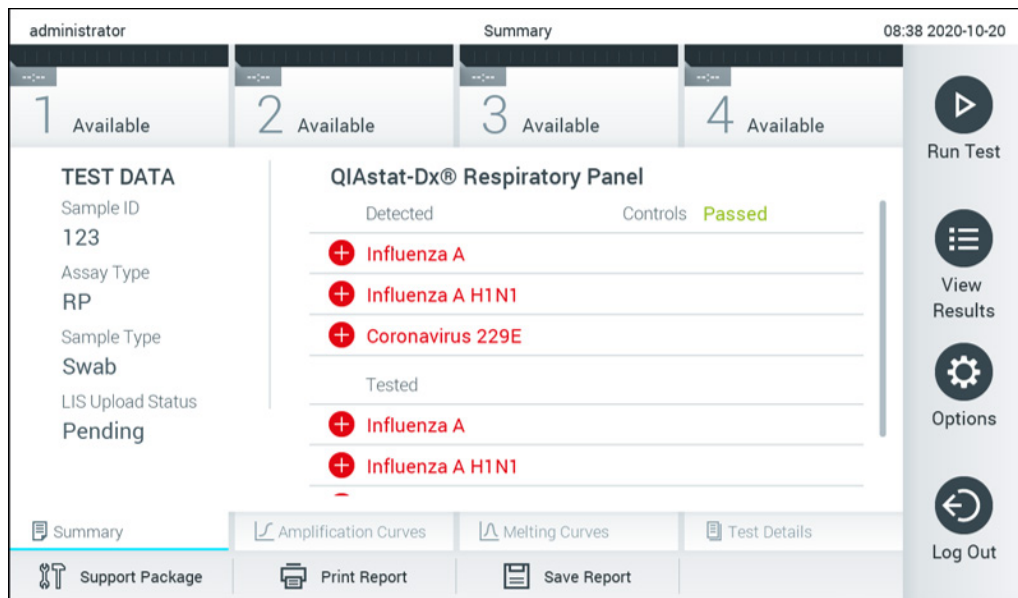 administrator Summary 08:38 2020-10-20
--:-- --:-- --:-- --:--
1 Available 2 Available 3 Available 4 Available
Run Test
TEST DATA
Sample ID
123
Assay Type
RP
Sample Type
Swab
LIS Upload Status
Pending
QIAstat-Dx® Respiratory Panel
Detected Controls Passed
Influenza A
Influenza A H1N1
Coronavirus 229E
Tested
Influenza A
Influenza A H1N1
View
Results
Options
Log Out
Summary Amplification Curves Melting Curves Test Details
Support Package Print Report Save Report